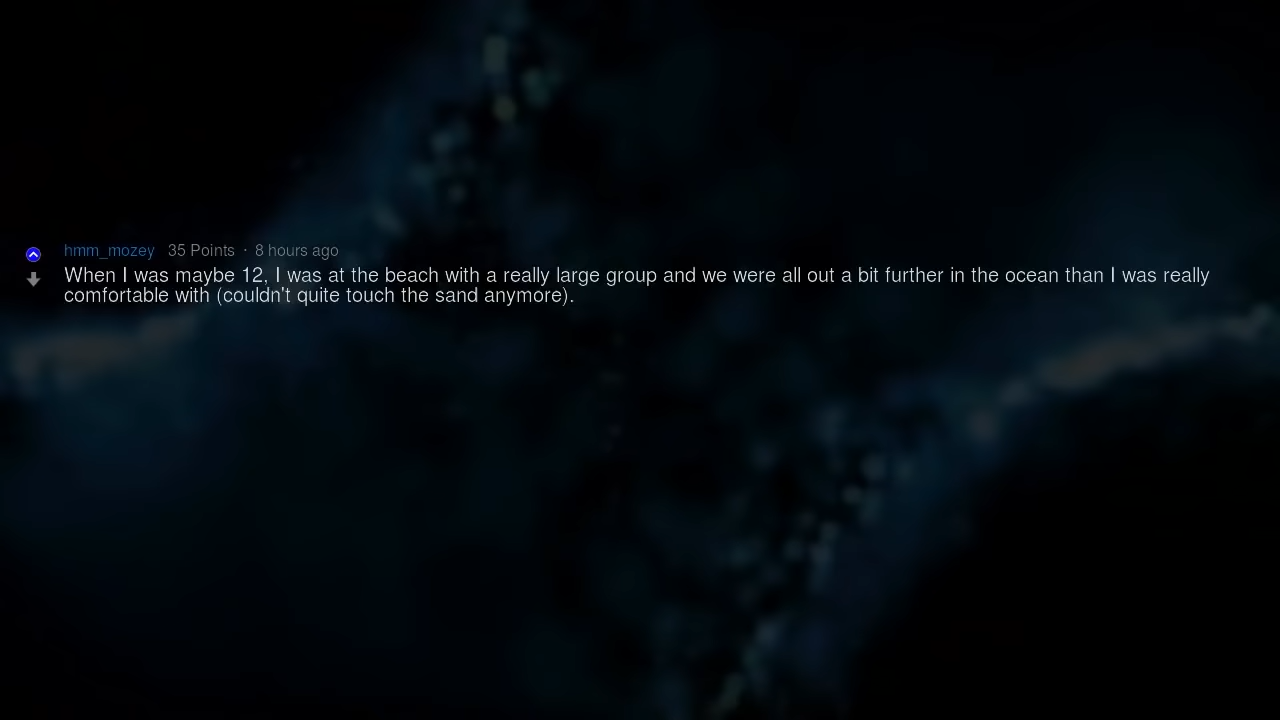 hmm_mozey 35 Points · 8 hours ago
When I was maybe 12, I was at the beach with a really large group and we were all out a bit further in the ocean than I was really
comfortable with (couldn't quite touch the sand anymore).